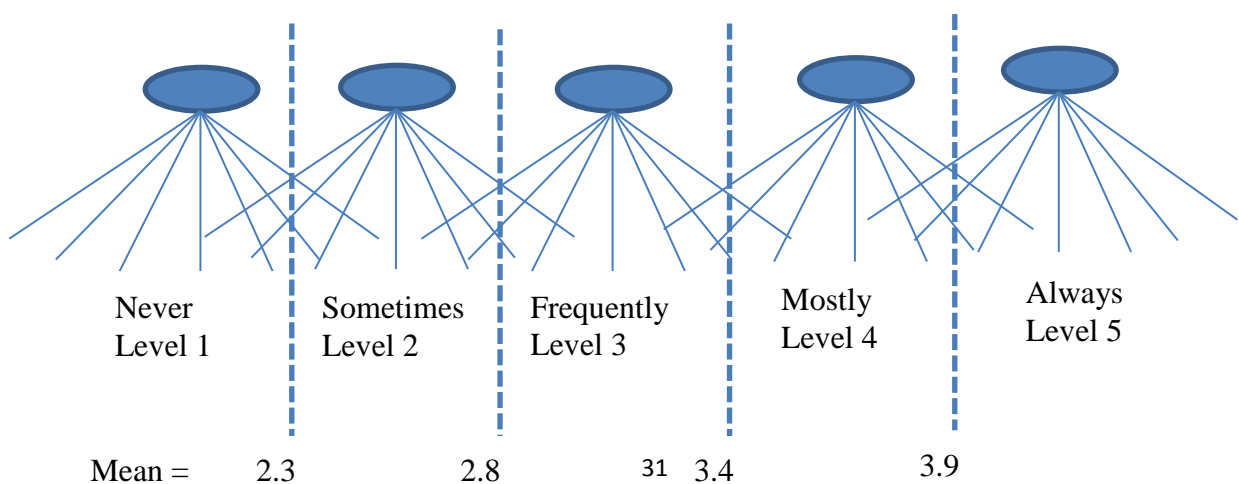 Never
Level 1
Sometimes
Level 2
Frequently
Level 3
Mostly
Level 4
Always
Level 5
Mean = 2.3 2.8 31 3.4 3.9